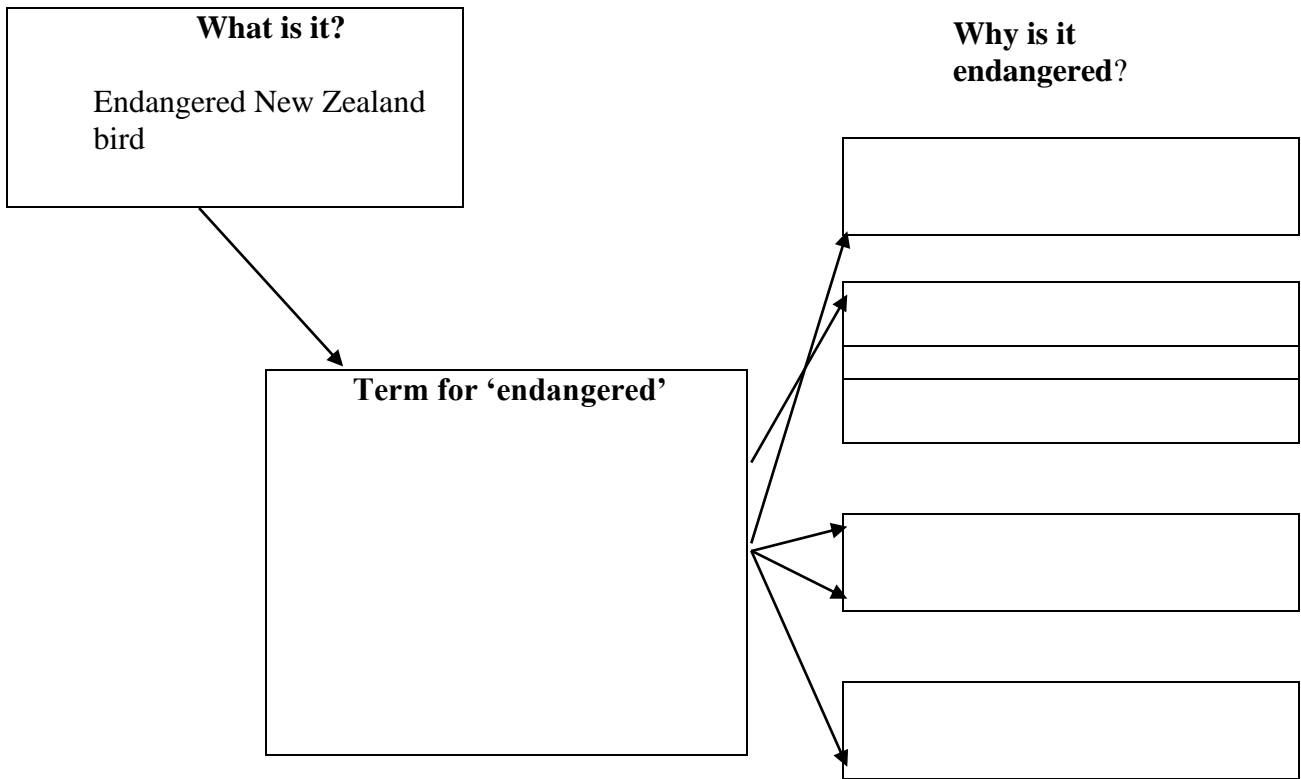 What is it?
Endangered New Zealand
bird
Why is it
endangered?
Term for ‘endangered’